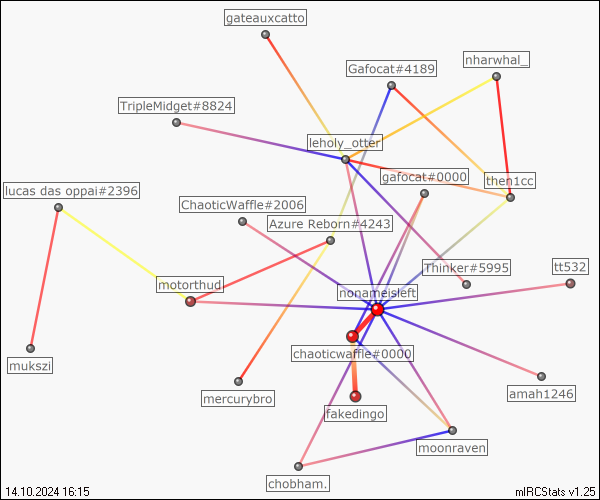 gateauxcatto
nharwhal_
Gafocat#4189
TripleMidget#8824
leholy_otter
gafocat#0000
then1cc
lucas das oppai#2396
ChaoticWaffle#2006
Azure Reborn#4243
Thinker#5995
tt532
motorthud
nonameisleft
chaoticwaffle#0000
mukszi
mercurybro
amah1246
fakedingo
moonraven
chobham.
14.10.2024 16:15
mIRCStats v1.25